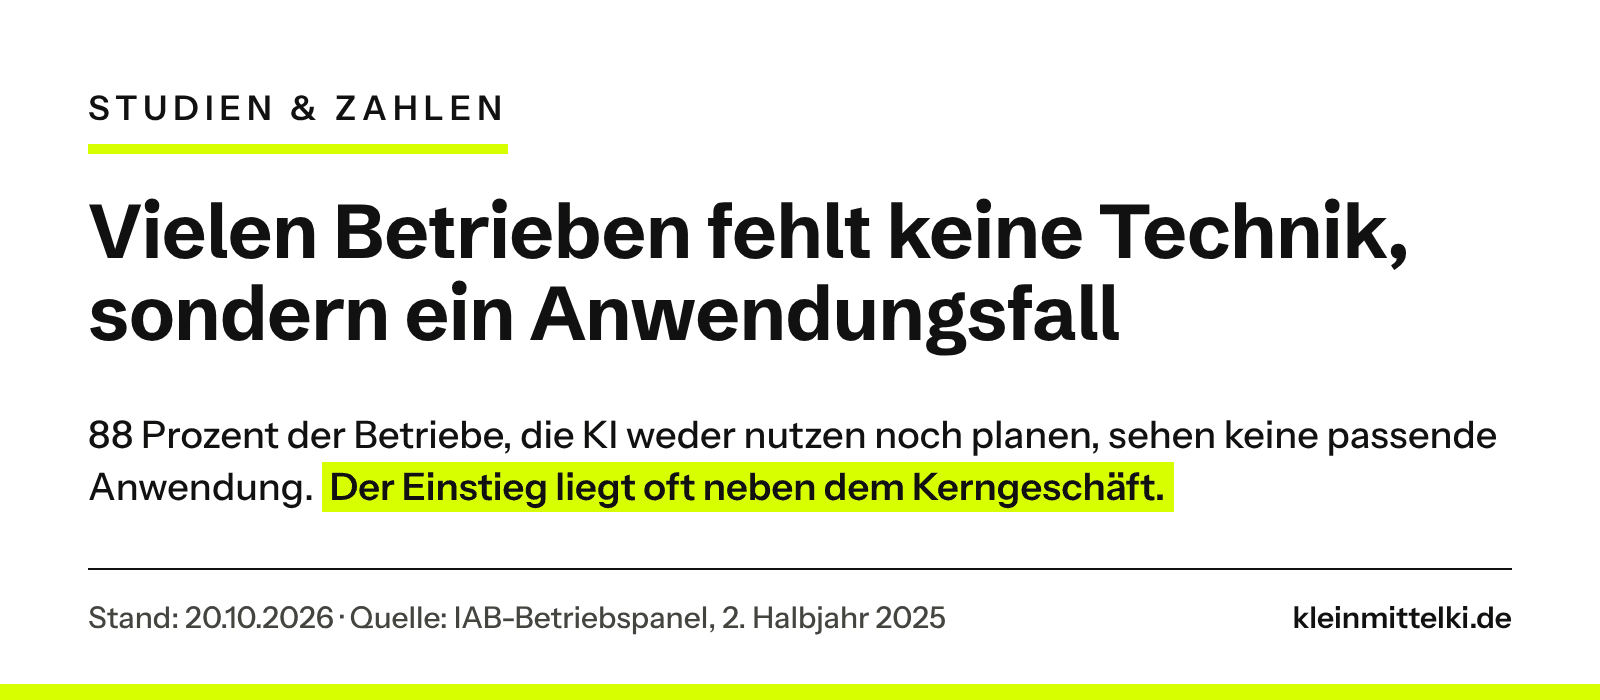 STUDIEN & ZAHLEN
Vielen Betrieben fehlt keine Technik,
sondern ein Anwendungsfall
88 Prozent der Betriebe, die KI weder nutzen noch planen, sehen keine passende
Anwendung. Der Einstieg liegt oft neben dem Kerngeschäft.
Stand: 20.10.2026 · Quelle: IAB-Betriebspanel, 2. Halbjahr 2025
kleinmittelki.de